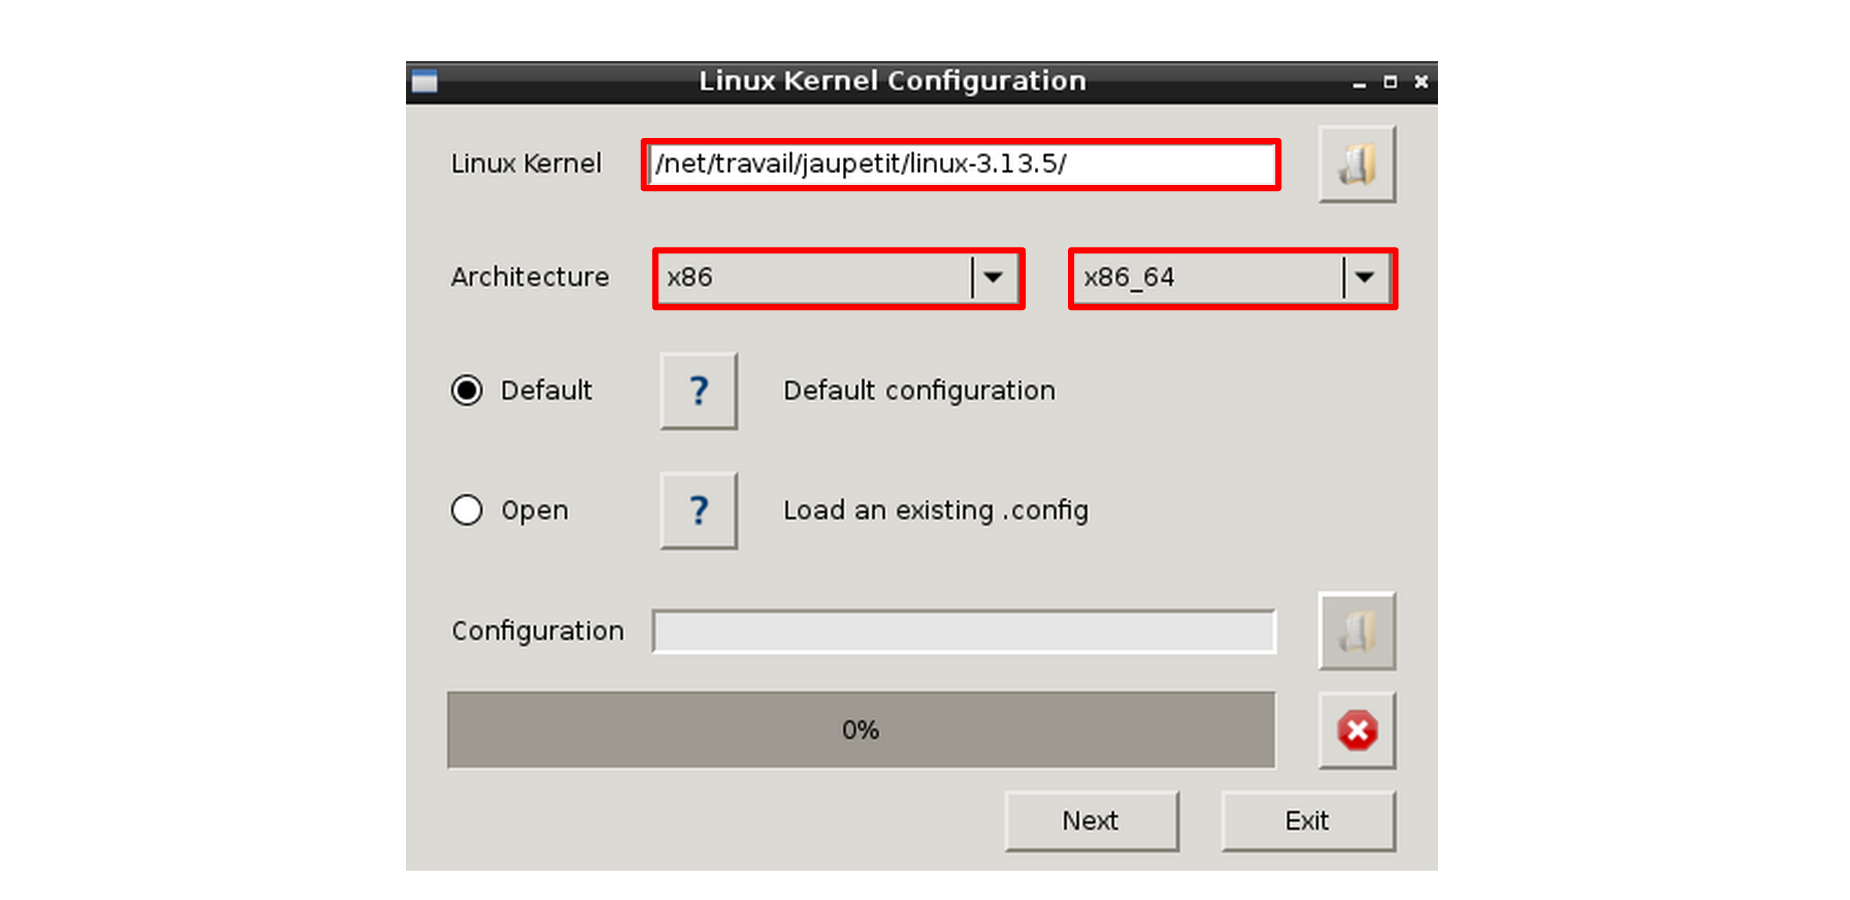 Linux Kernel Configuration
Linux Kernel /net/travail/jaupetit/linux-3.13.5/
Architecture x86 x86_64
Default ? Default configuration
Open ? Load an existing .config
Configuration
0%
Next Exit